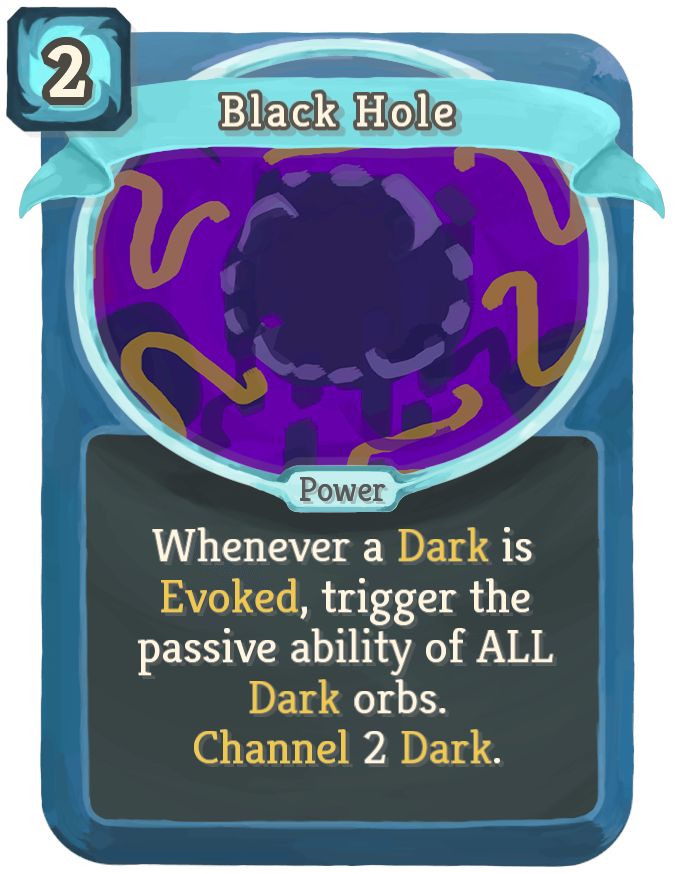 2
Black Hole
Power
Whenever a Dark is
Evoked, trigger the
passive ability of ALL
Dark orbs.
Channel 2 Dark.